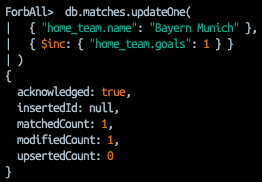 ForbAll> db.matches.updateOne(
| { "home_team.name": "Bayern Munich" },
| { $inc: { "home_team.goals": 1 } }
| )
{
acknowledged: true,
insertedId: null,
matchedCount: 1,
modifiedCount: 1,
upsertedCount: 0
}